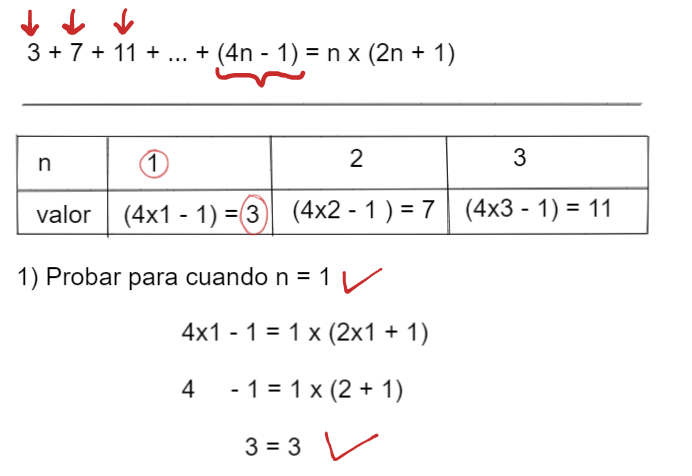 3 + 7 + 11 + ... + (4n - 1) = n x (2n + 1)
n 1 2 3
valor (4x1 - 1) = 3 (4x2 - 1 ) = 7 (4x3 - 1) = 11
1) Probar para cuando n = 1
4x1 - 1 = 1 x (2x1 + 1)
4 - 1 = 1 x (2 + 1)
3 = 3